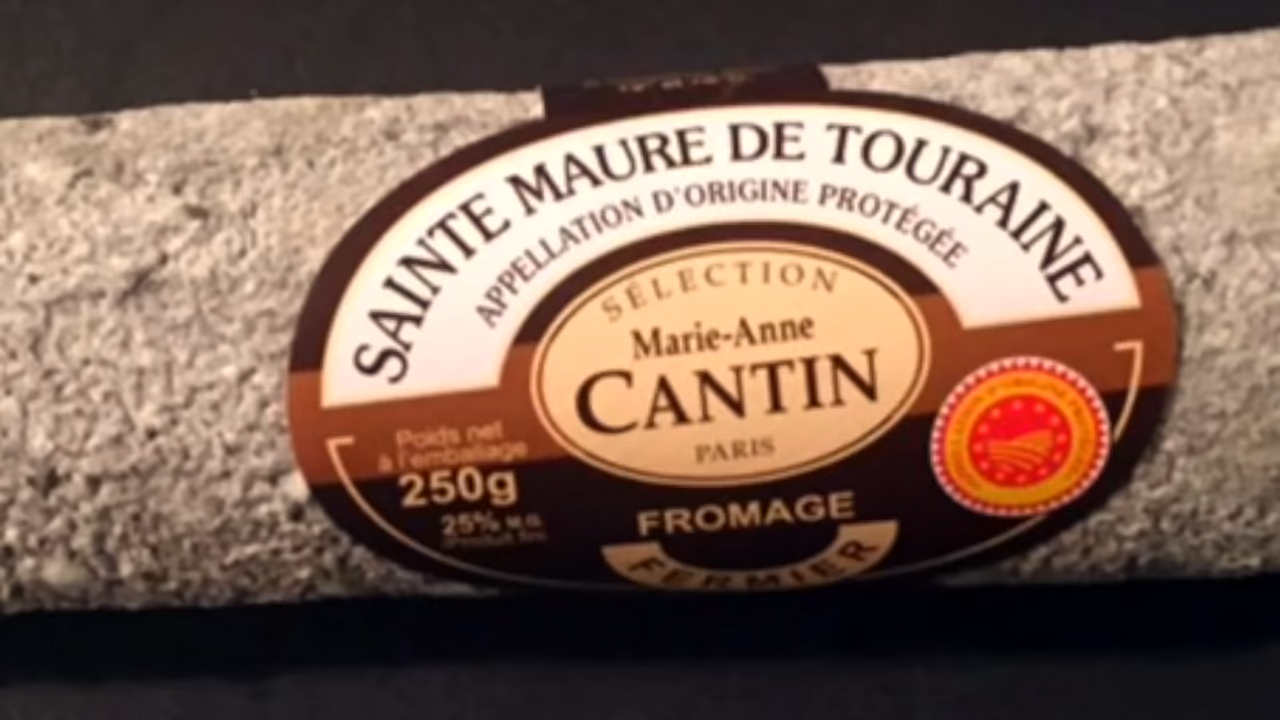 SAINTE MAURE DE TOURAINE
APPELLATION D'ORIGINE PROTÉGÉE
SÉLECTION
Marie-Anne
CANTIN
PARIS
Poids net
à l'emballage
250g
25% M.G.
FROMAGE
FERMIER